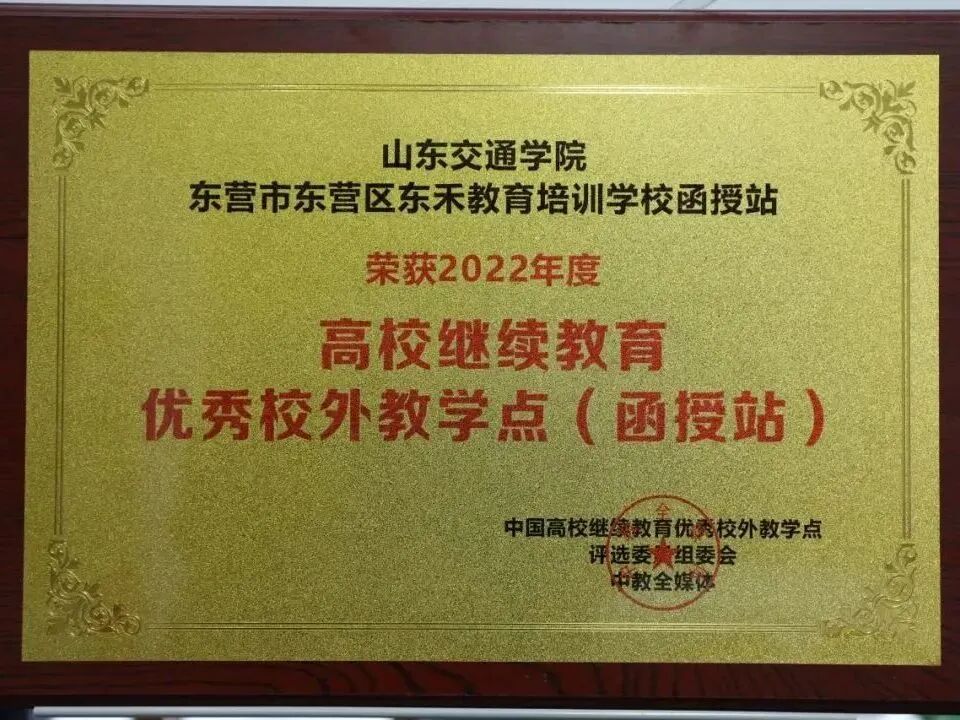 山东交通学院
东营市东营区东禾教育培训学校函授站
荣获2022年度
高校继续教育
优秀校外教学点（函授站）
中国高校继续教育优秀校外教学点
评选委员组委会
中教全媒体